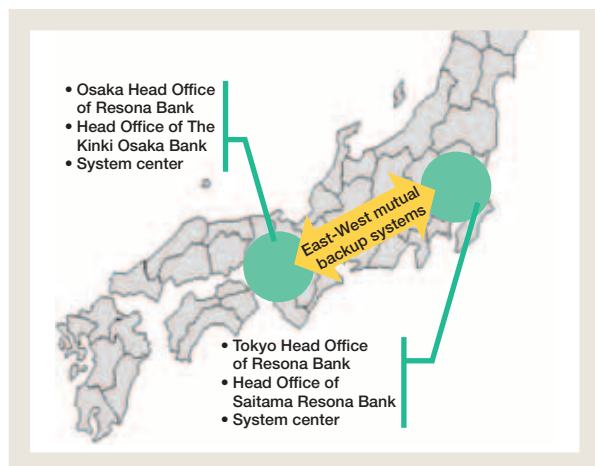 • Osaka Head Office
of Resona Bank
• Head Office of The
Kinki Osaka Bank
• System center
East-West mutual
backup systems
• Tokyo Head Office
of Resona Bank
• Head Office of
Saitama Resona Bank
• System center